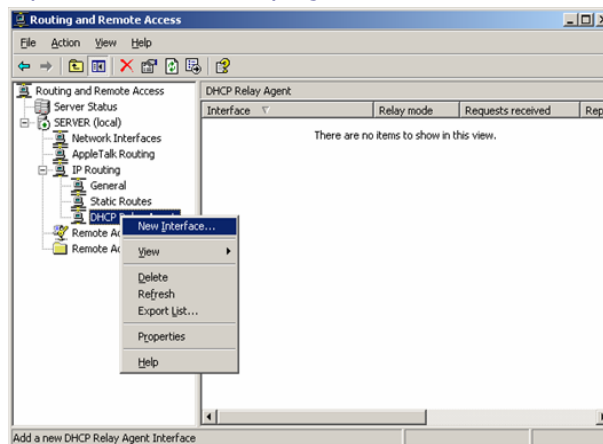 Routing and Remote Access
File Action View Help
Routing and Remote Access
Server Status
SERVER (local)
Network Interfaces
AppleTalk Routing
IP Routing
General
Static Routes
DHCP Relay Agent
Remote Ac
Remote Ac
DHCP Relay Agent
Interface Relay mode Requests received Rep
There are no items to show in this view.
New Interface...
View
Delete
Refresh
Export List...
Properties
Help
Add a new DHCP Relay Agent Interface